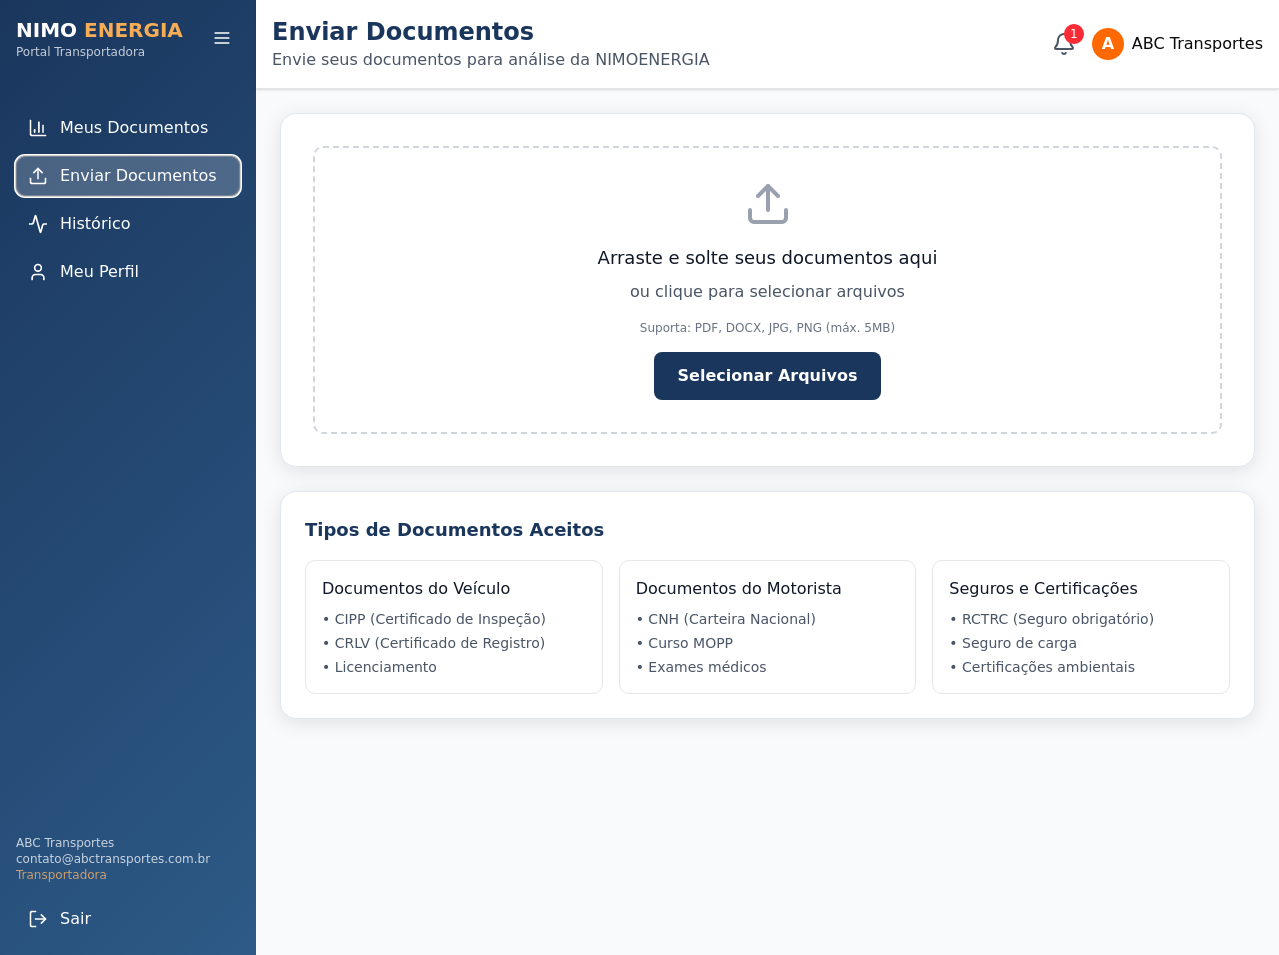 NIMO ENERGIA
Portal Transportadora
Meus Documentos
Enviar Documentos
Histórico
Meu Perfil
ABC Transportes
contato@abctransportes.com.br
Transportadora
Sair
Enviar Documentos
Envie seus documentos para análise da NIMOENERGIA
1
A
ABC Transportes
Arraste e solte seus documentos aqui
ou clique para selecionar arquivos
Suporta: PDF, DOCX, JPG, PNG (máx. 5MB)
Selecionar Arquivos
Tipos de Documentos Aceitos
Documentos do Veículo
• CIPP (Certificado de Inspeção)
• CRLV (Certificado de Registro)
• Licenciamento
Documentos do Motorista
• CNH (Carteira Nacional)
• Curso MOPP
• Exames médicos
Seguros e Certificações
• RCTRC (Seguro obrigatório)
• Seguro de carga
• Certificações ambientais